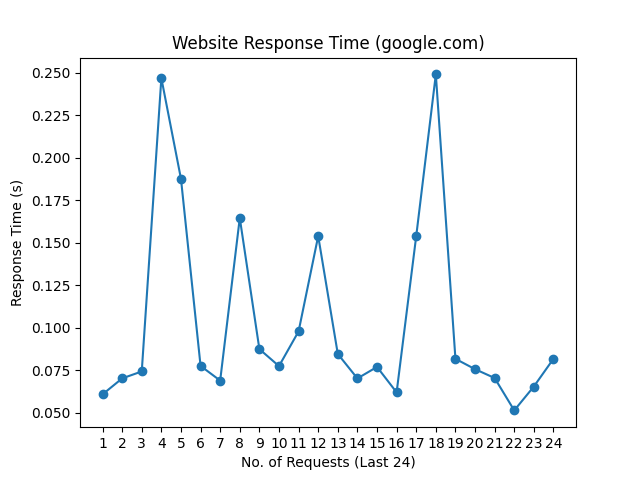 Website Response Time (google.com)
0.250
0.225
0.200
0.175
0.150
0.125
0.100
0.075
0.050
Response Time (s)
1 2 3 4 5 6 7 8 9 10 11 12 13 14 15 16 17 18 19 20 21 22 23 24
No. of Requests (Last 24)